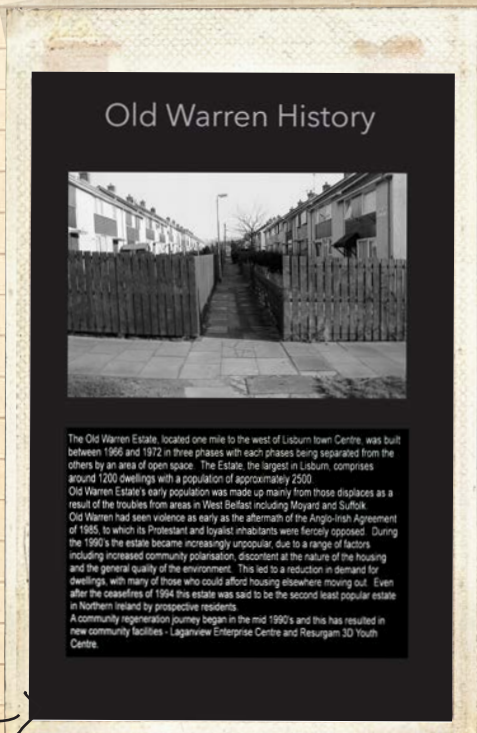 Old Warren History
The Old Warren Estate, located one mile to the west of Lisburn town Centre, was built
between 1966 and 1972 in three phases with each phases being separated from the
others by an area of open space. The Estate, the largest in Lisburn, comprises
around 1200 dwellings with a population of approximately 2500.
Old Warren Estate's early population was made up mainly from those displaces as a
result of the troubles from areas in West Belfast including Moyard and Suffolk.
Old Warren had seen violence as early as the aftermath of the Anglo-Irish Agreement
of 1985, to which its Protestant and loyalist inhabitants were fiercely opposed. During
the 1990's the estate became increasingly unpopular, due to a range of factors
including increased community polarisation, discontent at the nature of the housing
and the general quality of the environment. This led to a reduction in demand for
dwellings, with many of those who could afford housing elsewhere moving out. Even
after the ceasefires of 1994 this estate was said to be the second least popular estate
in Northern Ireland by prospective residents.
A community regeneration journey began in the mid 1990's and this has resulted in
new community facilities - Laganview Enterprise Centre and Resurgam 3D Youth
Centre.